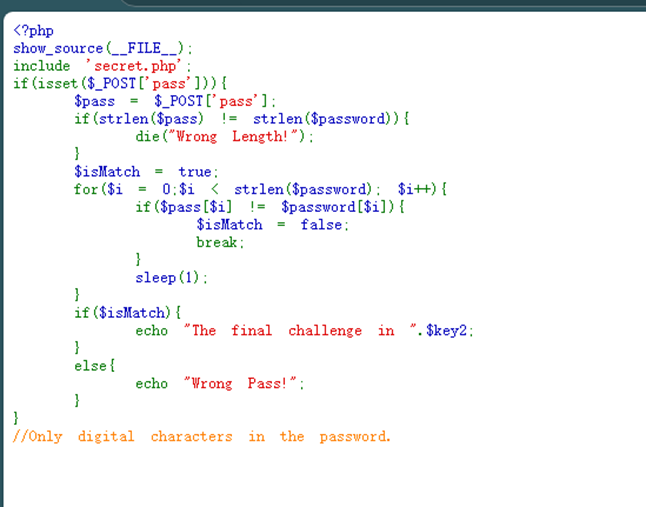 <?php
show_source(__FILE__);
include 'secret.php';
if(isset($_POST['pass'])){
$pass = $_POST['pass'];
if(strlen($pass) != strlen($password)){
die("Wrong Length!");
}
$isMatch = true;
for($i = 0;$i < strlen($password); $i++){
if($pass[$i] != $password[$i]){
$isMatch = false;
break;
}
sleep(1);
}
if($isMatch){
echo "The final challenge in ".$key2;
}
else{
echo "Wrong Pass!";
}
}
//Only digital characters in the password.